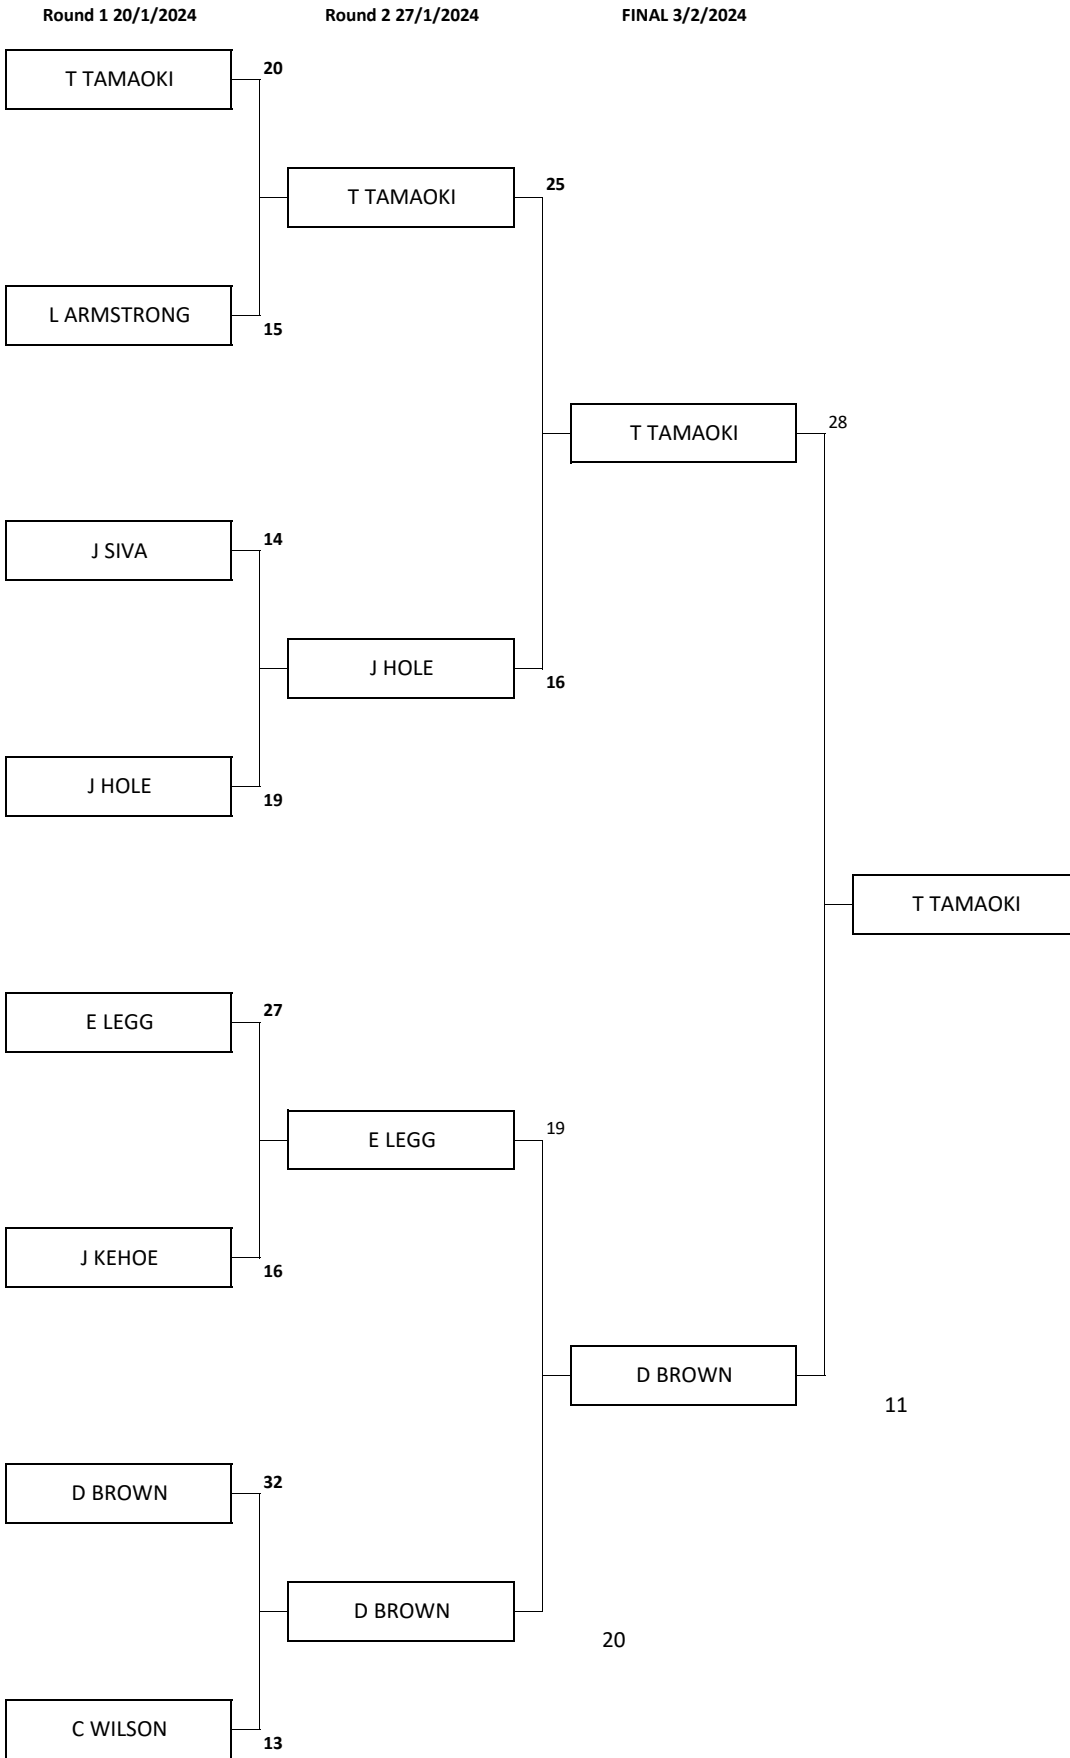 Round 1 20/1/2024
Round 2 27/1/2024
FINAL 3/2/2024
T TAMAOKI
20
T TAMAOKI
25
L ARMSTRONG
15
T TAMAOKI
28
J SIVA
14
J HOLE
16
J HOLE
19
T TAMAOKI
E LEGG
27
E LEGG
19
J KEHOE
16
D BROWN
11
D BROWN
32
D BROWN
20
C WILSON
13